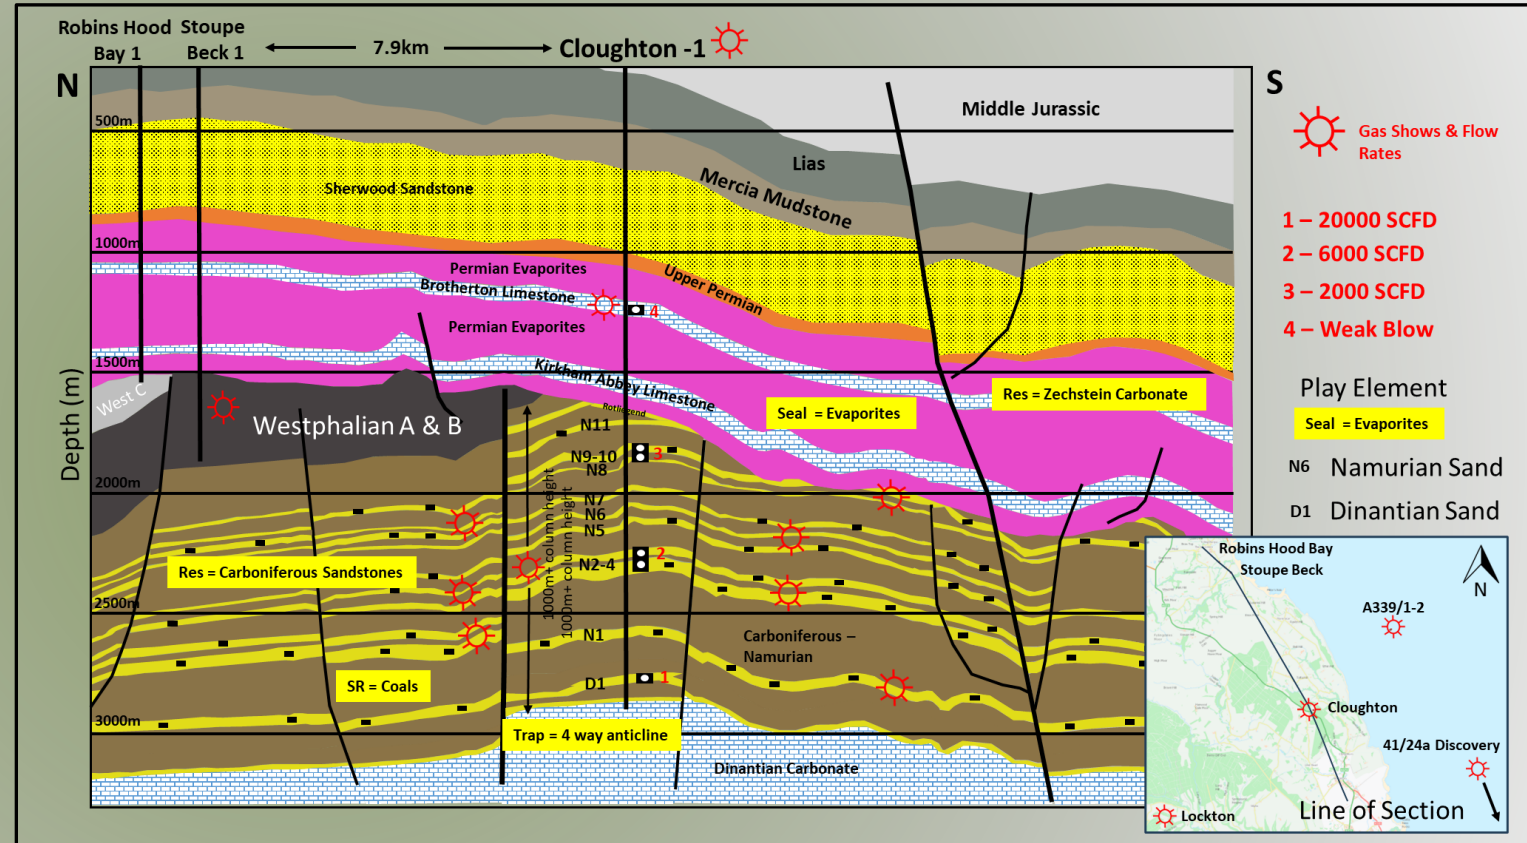 Robins Hood Bay 1
Stoupe Beck 1
7.9km
Cloughton -1
N
S
Depth (m)
500m
1000m
1500m
2000m
2500m
3000m
Middle Jurassic
Lias
Mercia Mudstone
Sherwood Sandstone
Upper Permian
Permian Evaporites
Brotherton Limestone
4
Permian Evaporites
Kirkham Abbey Limestone
Rotliegend
West C
Westphalian A & B
Seal = Evaporites
Res = Zechstein Carbonate
N11
N9-10
3
N8
N7
N6
N5
N2-4
2
N1
D1
1
1000m+ column height
1000m+ column height
Res = Carboniferous Sandstones
SR = Coals
Carboniferous –
Namurian
Trap = 4 way anticline
Dinantian Carbonate
Gas Shows & Flow
Rates
1 – 20000 SCFD
2 – 6000 SCFD
3 – 2000 SCFD
4 – Weak Blow
Play Element
Seal = Evaporites
N6 Namurian Sand
D1 Dinantian Sand
Robins Hood Bay
Stoupe Beck
N
A339/1-2
Cloughton
41/24a Discovery
Lockton
Line of Section